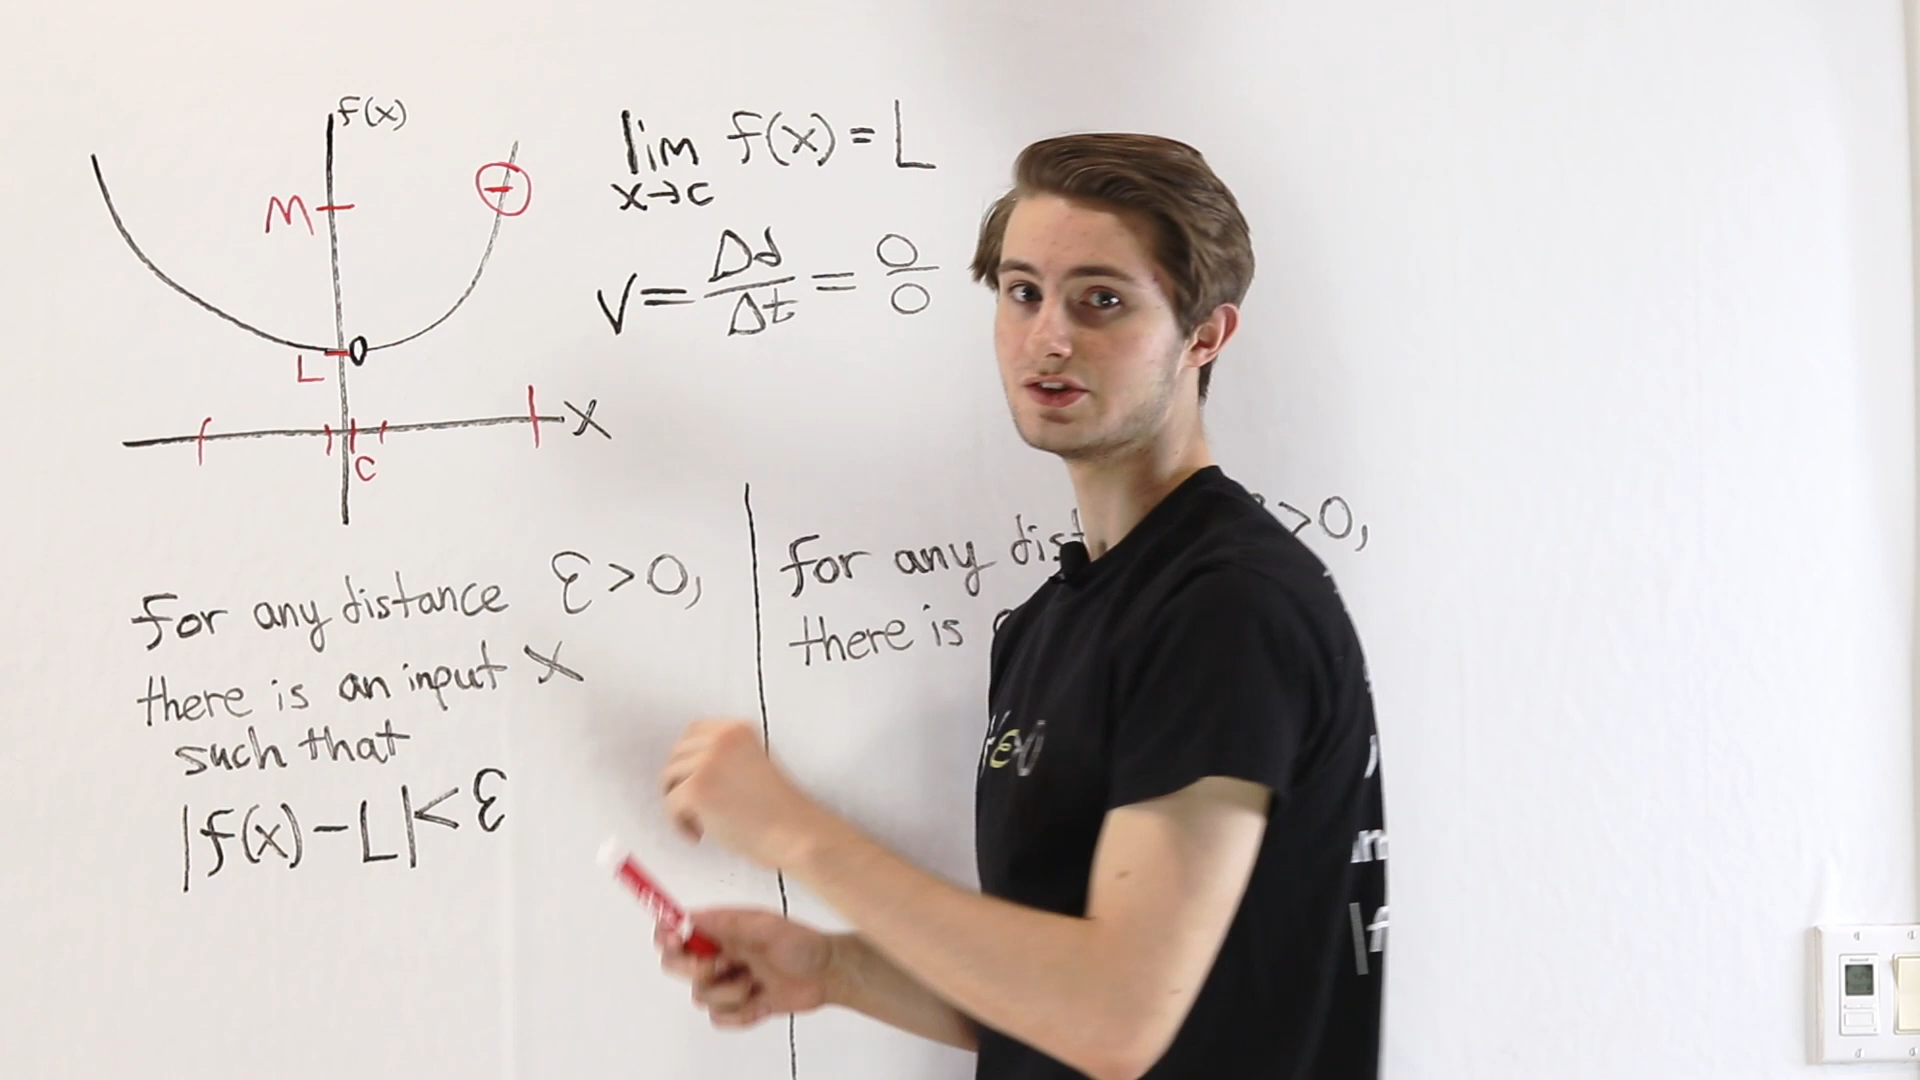 f(x)
M
L
X
C
lim f(x) = L
x→c
V = Δd/Δt = 0/0
for any distance ε > 0,
there is an input X
such that
|f(x) - L| < ε
for any >0,
there is